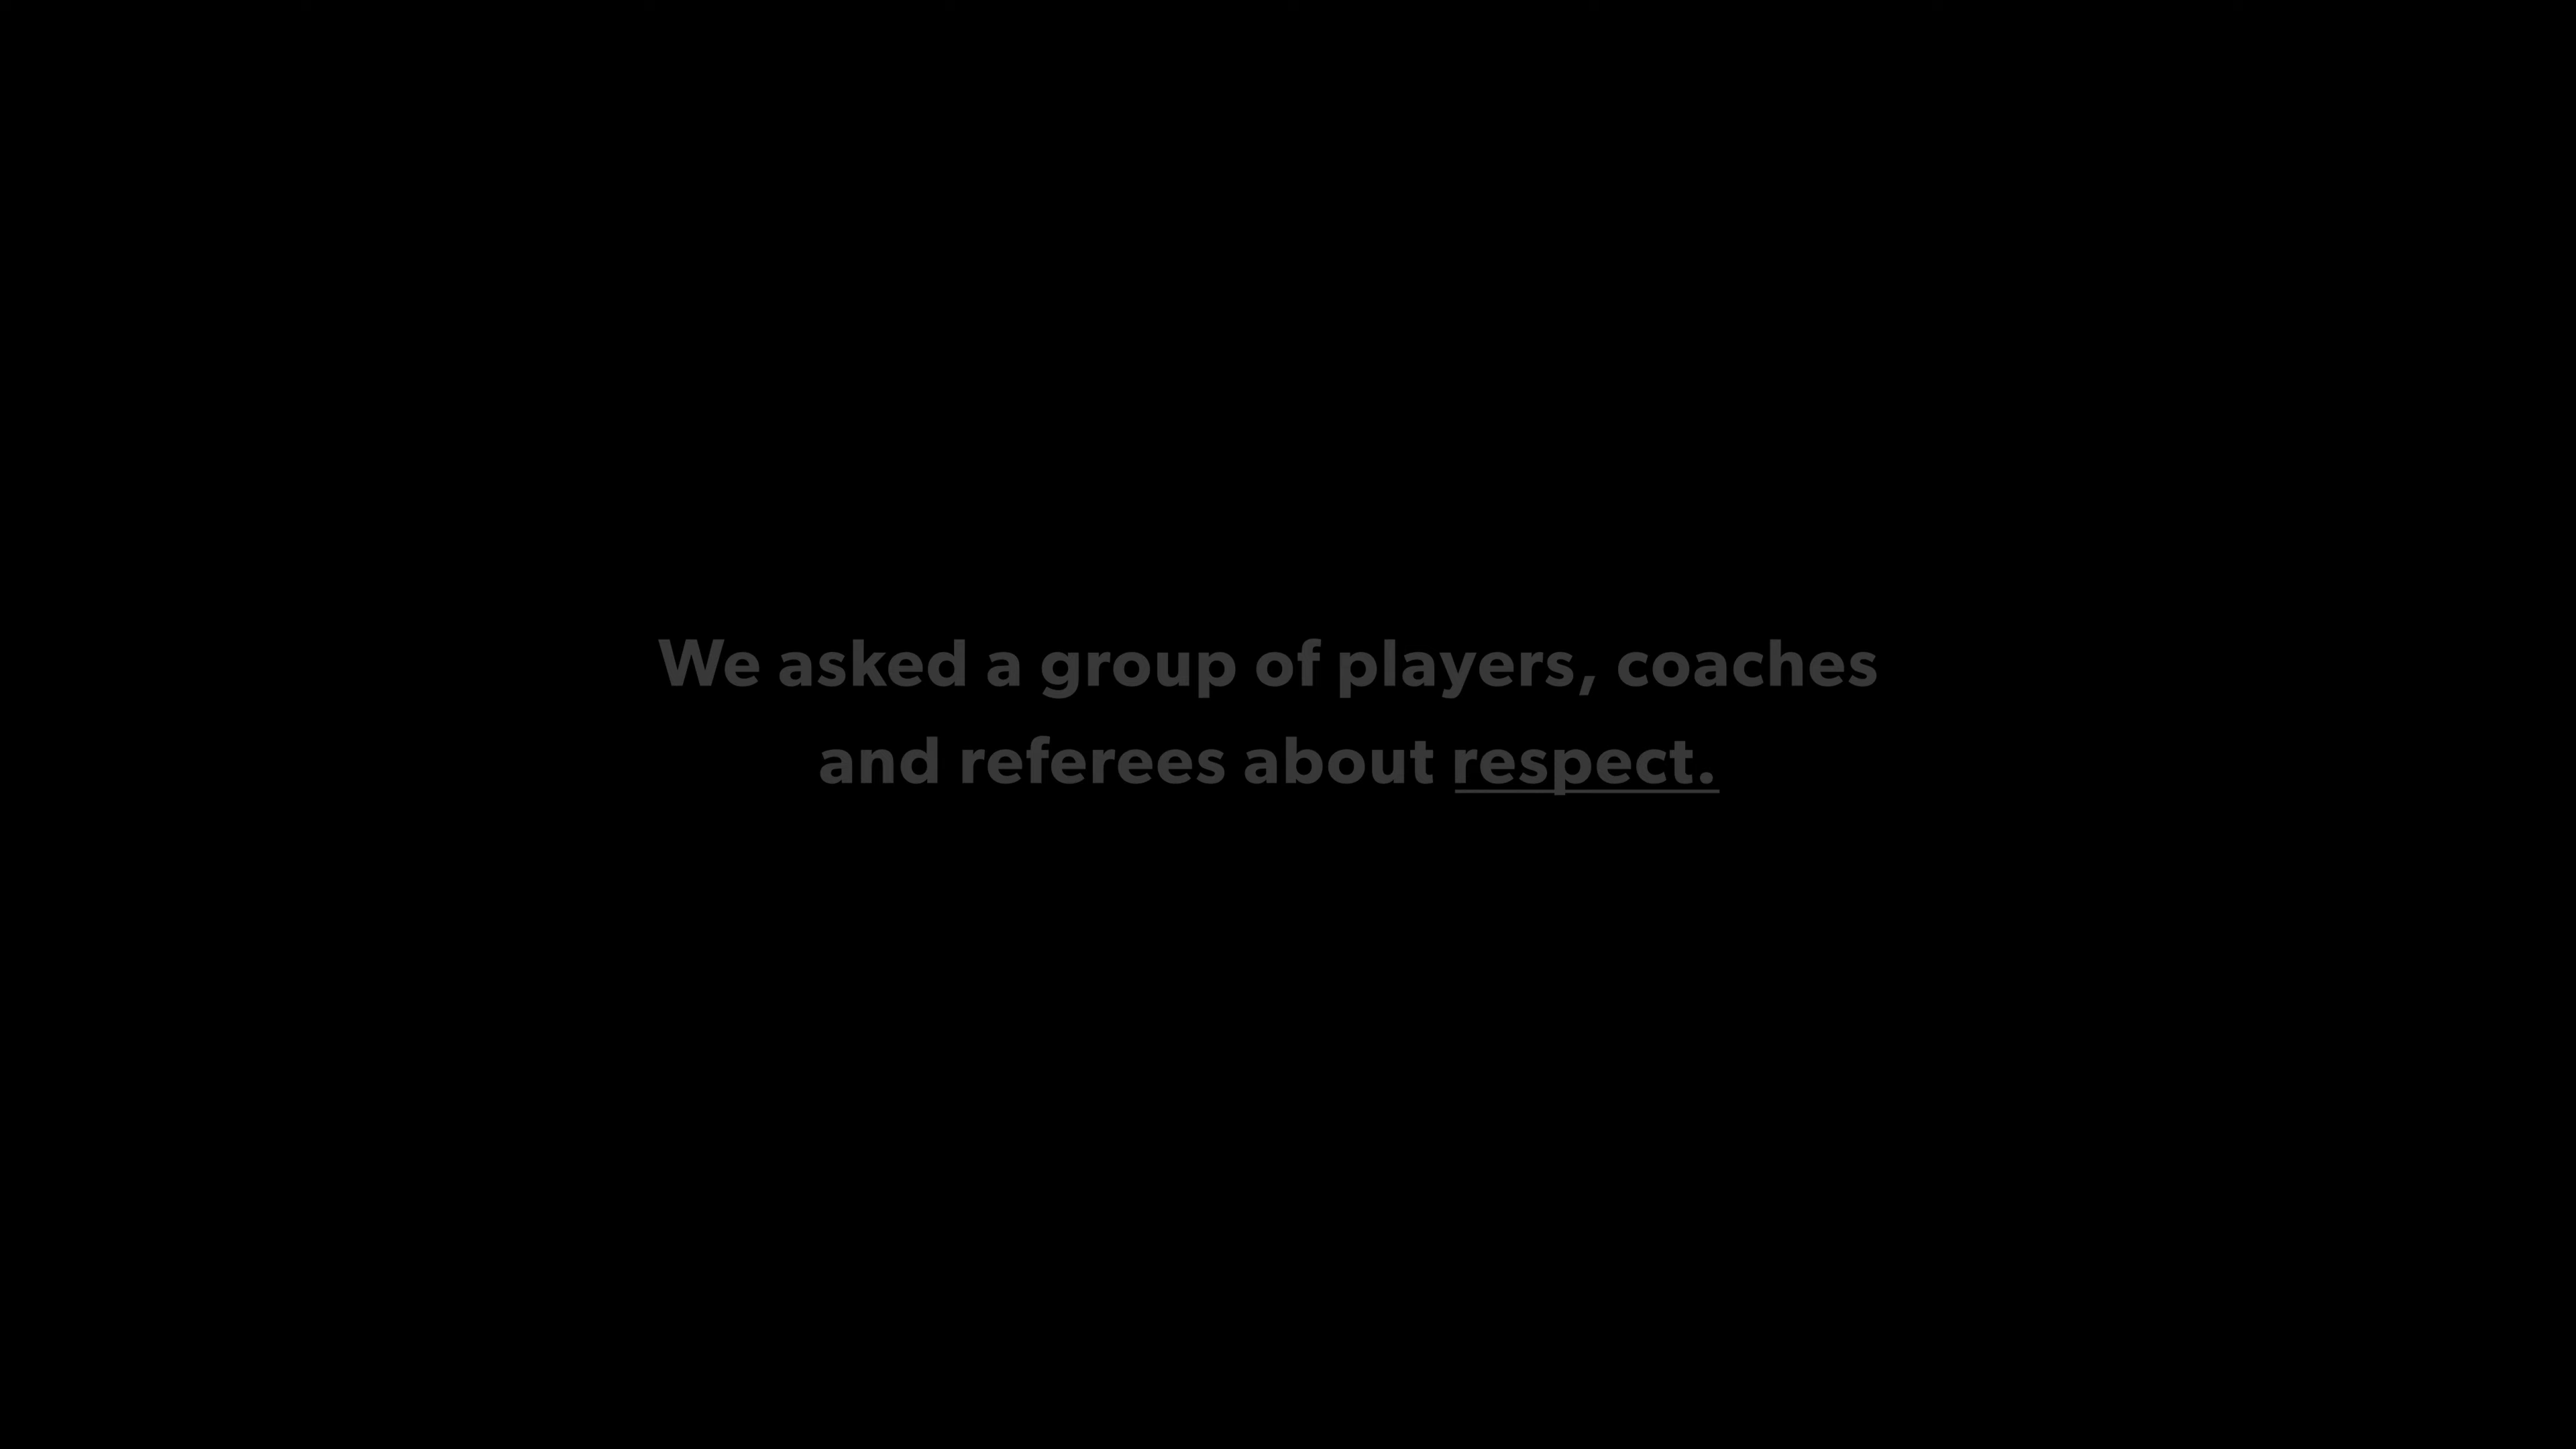 We asked a group of players, coaches
and referees about respect.